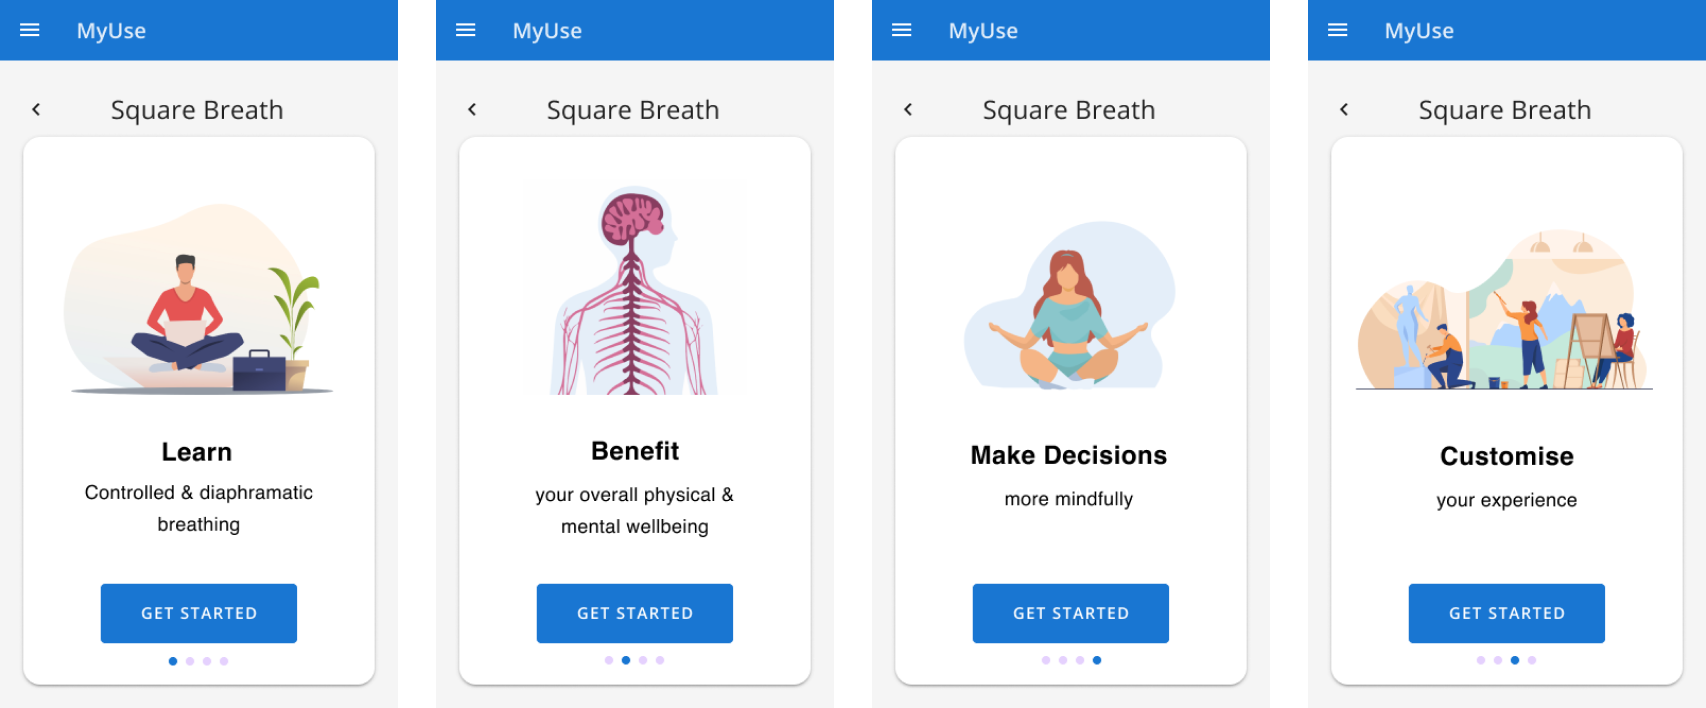 MyUse
Square Breath
Learn
Controlled & diaphramatic
breathing
GET STARTED
MyUse
Square Breath
Benefit
your overall physical &
mental wellbeing
GET STARTED
MyUse
Square Breath
Make Decisions
more mindfully
GET STARTED
MyUse
Square Breath
Customise
your experience
GET STARTED